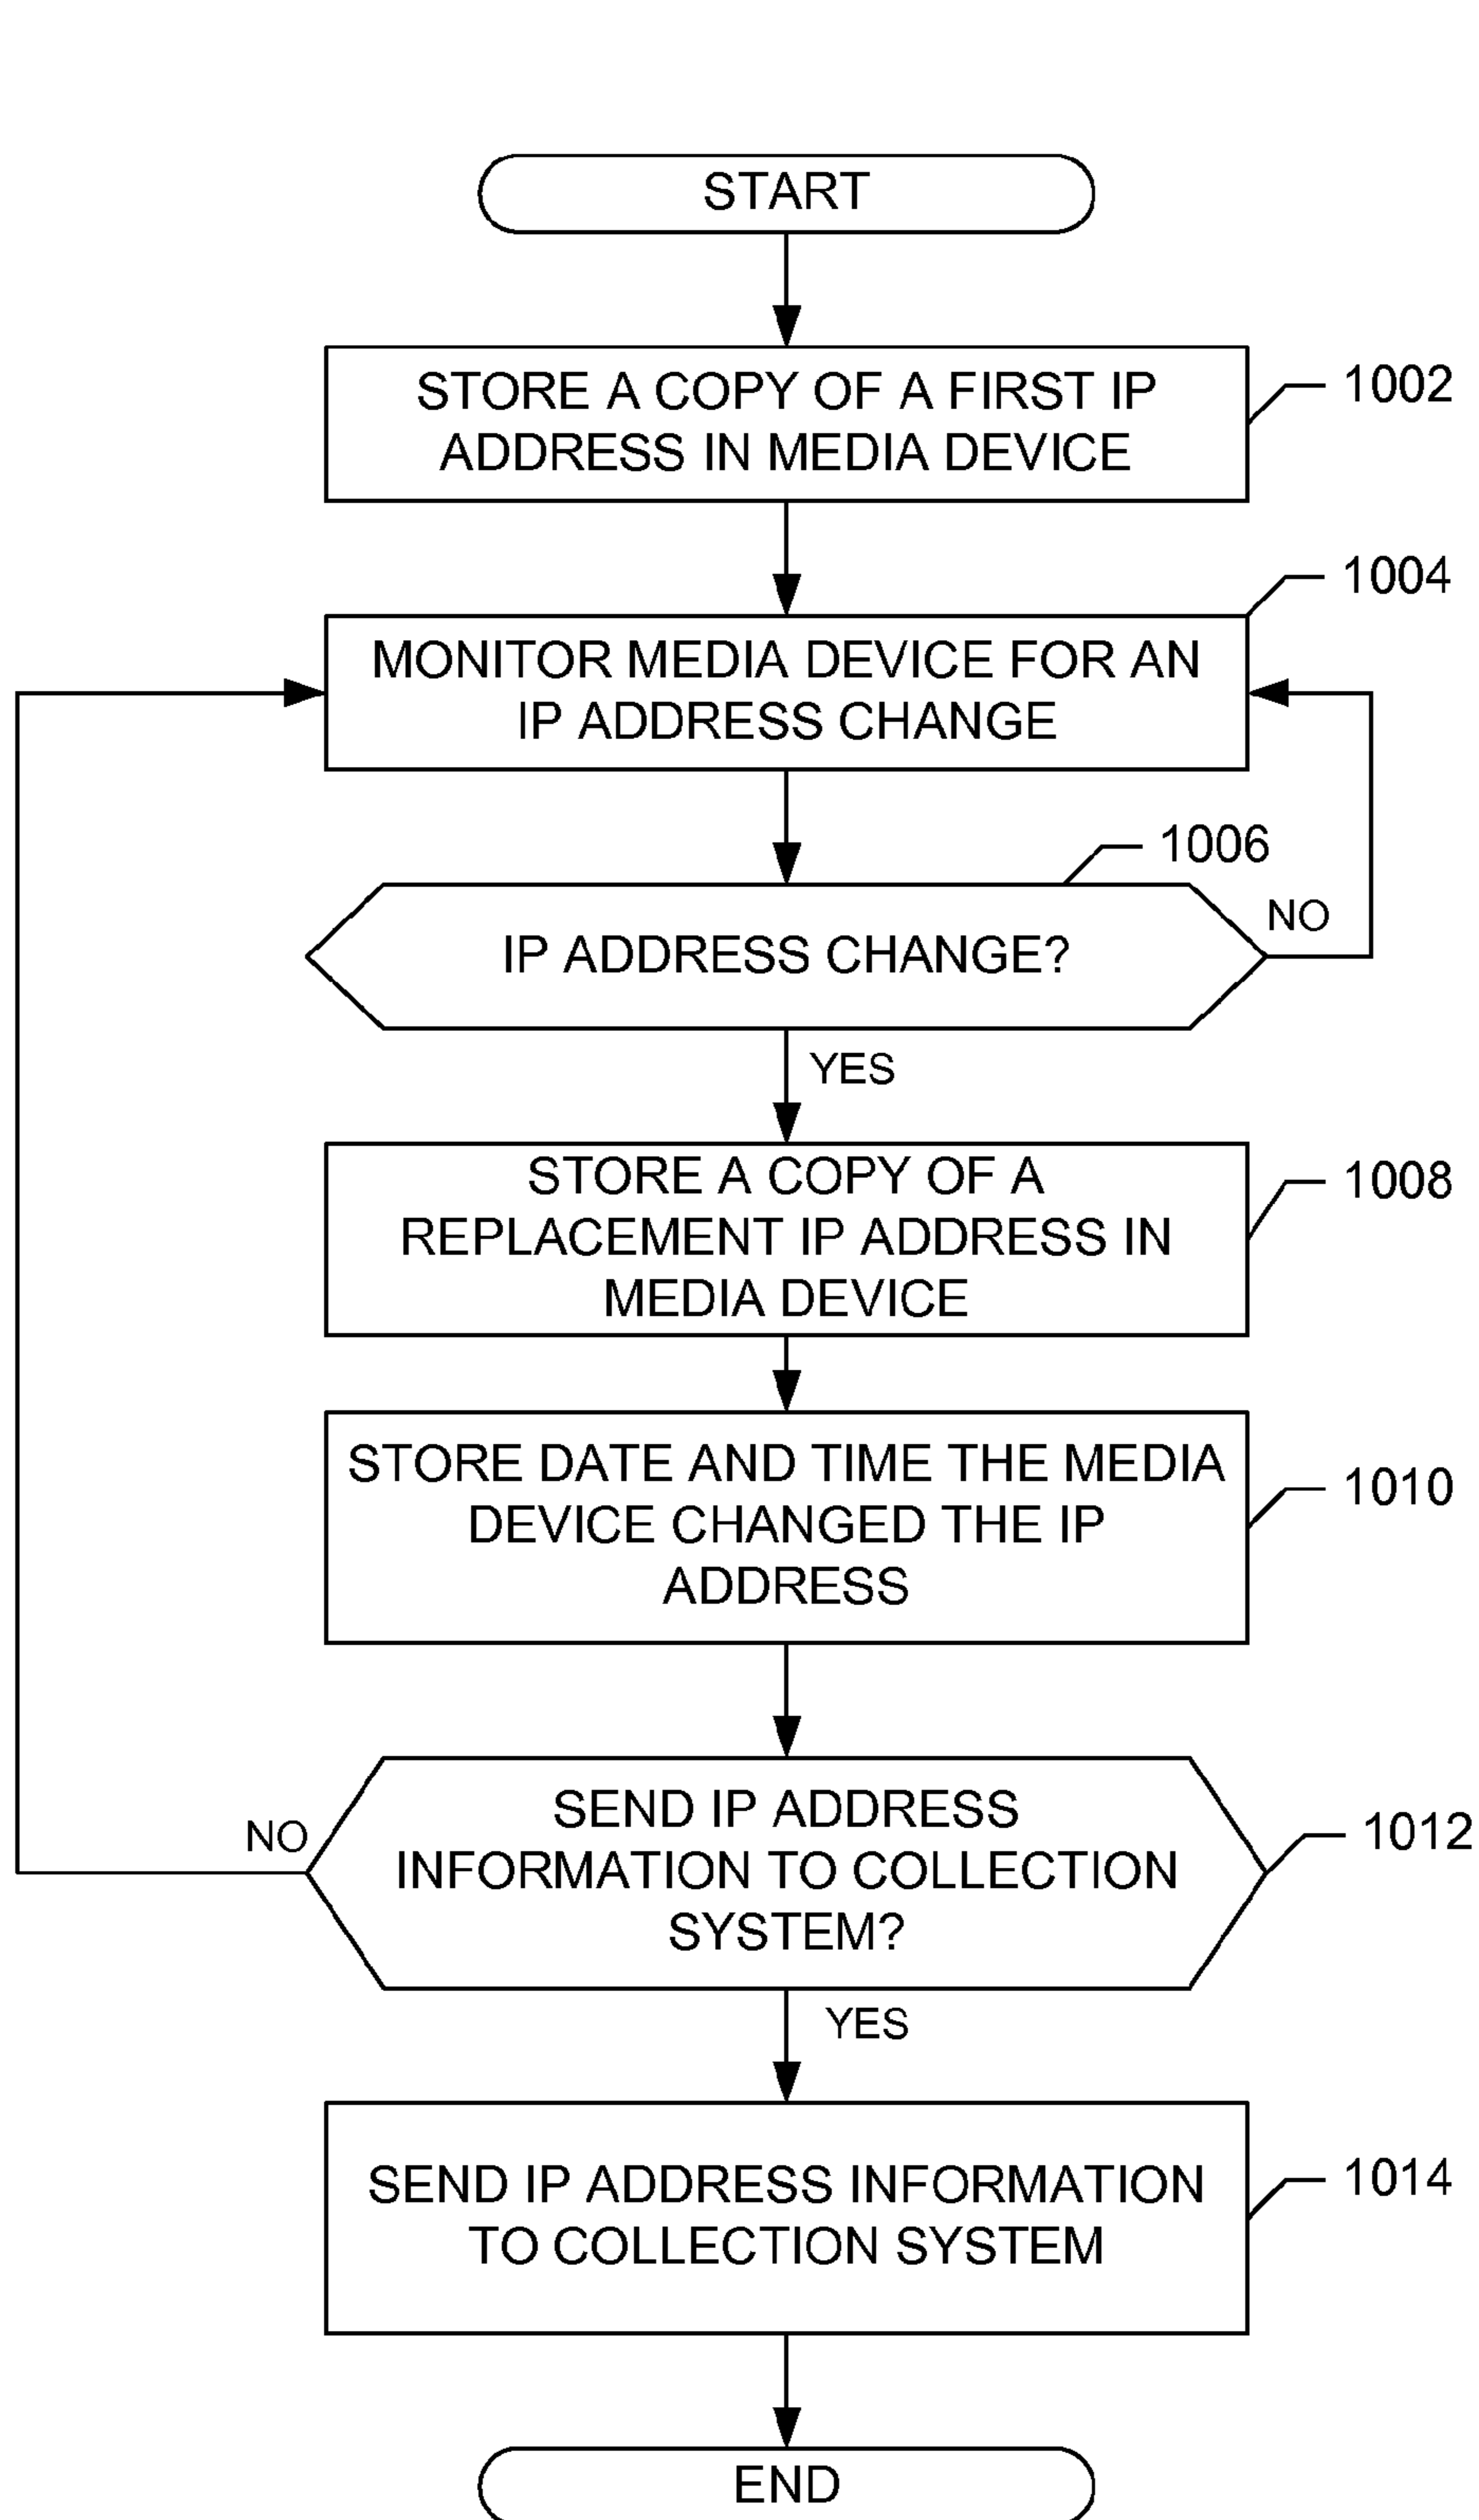 START
STORE A COPY OF A FIRST IP
ADDRESS IN MEDIA DEVICE
1002
1004
MONITOR MEDIA DEVICE FOR AN
IP ADDRESS CHANGE
1006
IP ADDRESS CHANGE?
NO
YES
STORE A COPY OF A
REPLACEMENT IP ADDRESS IN
MEDIA DEVICE
1008
STORE DATE AND TIME THE MEDIA
DEVICE CHANGED THE IP
ADDRESS
1010
SEND IP ADDRESS
INFORMATION TO COLLECTION
SYSTEM?
1012
NO
YES
SEND IP ADDRESS INFORMATION
TO COLLECTION SYSTEM
1014
END